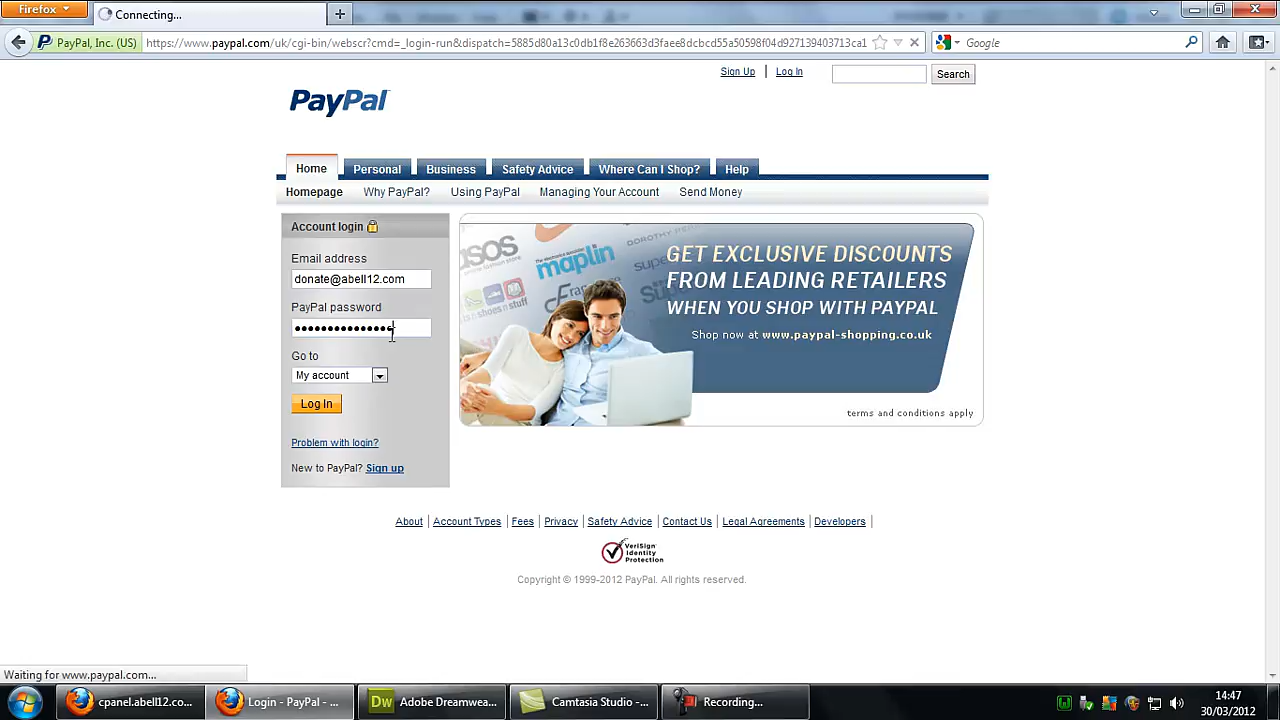 Firefox
Connecting...
PayPal, Inc. (US)
https://www.paypal.com/uk/cgi-bin/webscr?cmd=_login-run&dispatch=5885d80a13c0db1f8e263663d3faee8dcbcd55a50598f04d927139403713ca1
Google
Sign Up
Log In
Search
PayPal
Home
Personal
Business
Safety Advice
Where Can I Shop?
Help
Homepage
Why PayPal?
Using PayPal
Managing Your Account
Send Money
Account login
Email address
donate@abell12.com
PayPal password
Go to
My account
Log In
Problem with login?
New to PayPal? Sign up
asos
maplin
DOROTHY
GET EXCLUSIVE DISCOUNTS
FROM LEADING RETAILERS
WHEN YOU SHOP WITH PAYPAL
Shop now at www.paypal-shopping.co.uk
terms and conditions apply
About
Account Types
Fees
Privacy
Safety Advice
Contact Us
Legal Agreements
Developers
VeriSign
Identity
Protection
Copyright © 1999-2012 PayPal. All rights reserved.
Waiting for www.paypal.com...
cpanel.abell12.co...
Login - PayPal - ...
Dw
Adobe Dreamwea...
Camtasia Studio -...
Recording...
14:47
30/03/2012